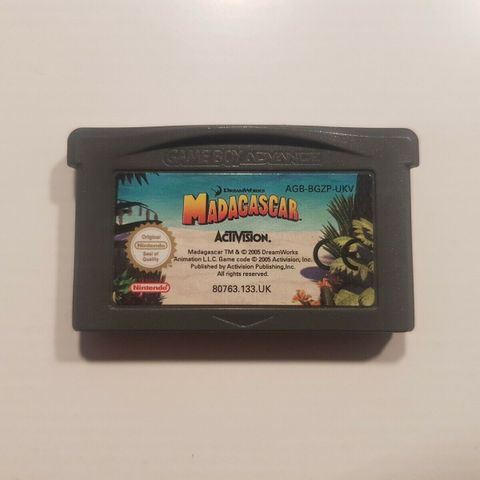 GAME BOY ADVANCE
AGB-BGZP-UKV
DREAMWORKS
MADAGASCAR
ACTIVISION.
Original
Nintendo
Seal of
Quality
Madagascar TM & © 2005 DreamWorks
Animation L.L.C. Game code © 2005 Activision, Inc.
Published by Activision Publishing,Inc.
All rights reserved.
Nintendo
80763.133.UK
CE